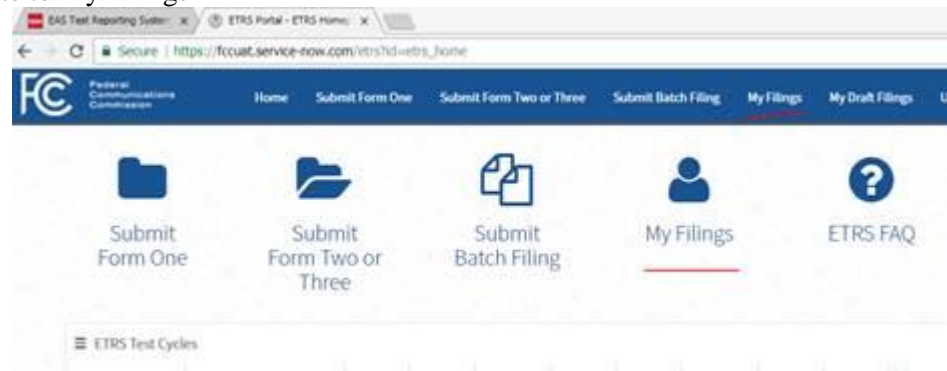 EAS Test Reporting System
ETRS Portal - ETRS Home
Secure | https://fccuat.service-now.com/etrs?id=etrs_home
FCC Federal Communications Commission
Home Submit Form One Submit Form Two or Three Submit Batch Filing My Filings My Draft Filings
Submit
Form One
Submit
Form Two or
Three
Submit
Batch Filing
My Filings
ETRS FAQ
ETRS Test Cycles